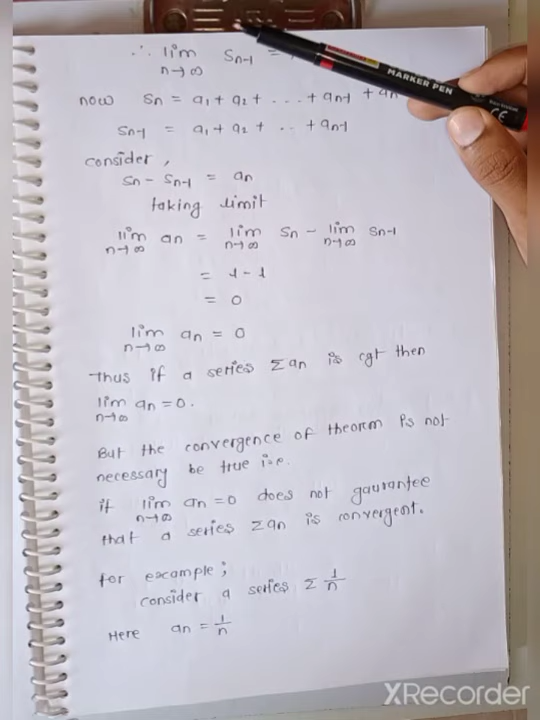 ∴ lim Sn-1 =
n→∞
now Sn = a1 + a2 + ... + an-1 + an
Sn-1 = a1 + a2 + .. + an-1
consider,
Sn - Sn-1 = an
taking limit
lim an = lim Sn - lim Sn-1
n→∞ n→∞ n→∞
= l - l
= 0
lim an = 0
n→∞
Thus if a series Σan is cgt then
lim an = 0.
n→∞
But the convergence of theorm is not
necessary be true i.e.
if lim an = 0 does not gaurantee
n→∞
that a series Σan is convergent.
for example;
consider a series Σ 1/n
Here an = 1/n
MARKER PEN
XRecorder